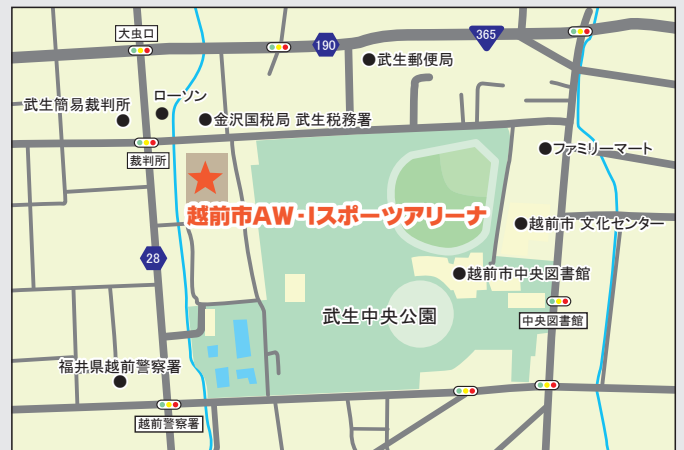 大虫口
190
365
武生郵便局
武生簡易裁判所
ローソン
金沢国税局 武生税務署
裁判所
ファミリーマート
越前市AW-Iスポーツアリーナ
越前市 文化センター
28
越前市中央図書館
武生中央公園
中央図書館
福井県越前警察署
越前警察署